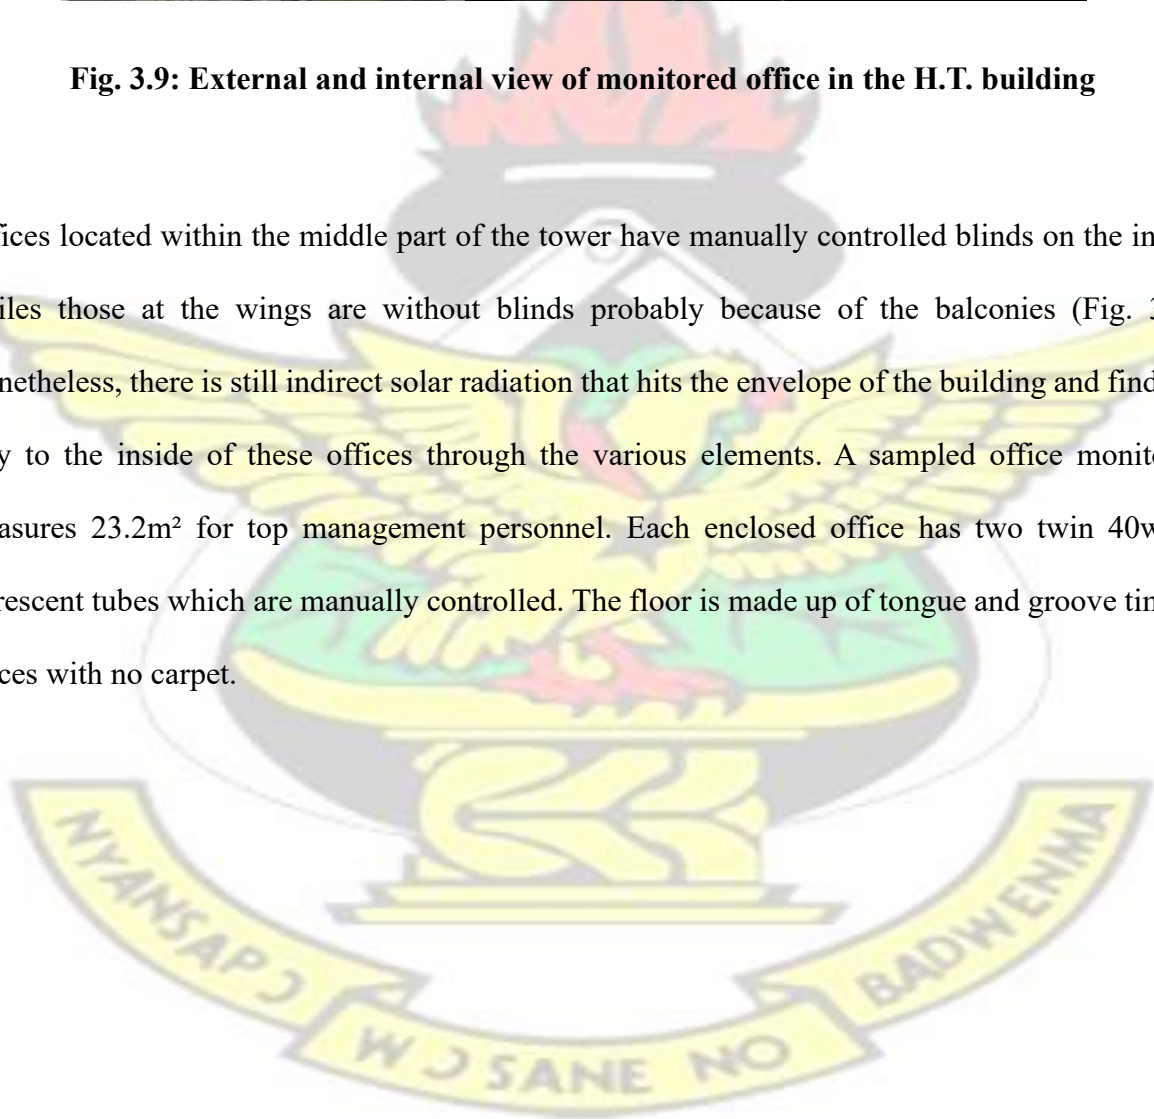 Fig. 3.9: External and internal view of monitored office in the H.T. building
ices located within the middle part of the tower have manually controlled blinds on the in
iles those at the wings are without blinds probably because of the balconies (Fig. 3
netheless, there is still indirect solar radiation that hits the envelope of the building and find
y to the inside of these offices through the various elements. A sampled office monito
asures 23.2m² for top management personnel. Each enclosed office has two twin 40w
rescent tubes which are manually controlled. The floor is made up of tongue and groove tim
ces with no carpet.
NYANSAPƆ
WƆ SANE NO
BADWENMA